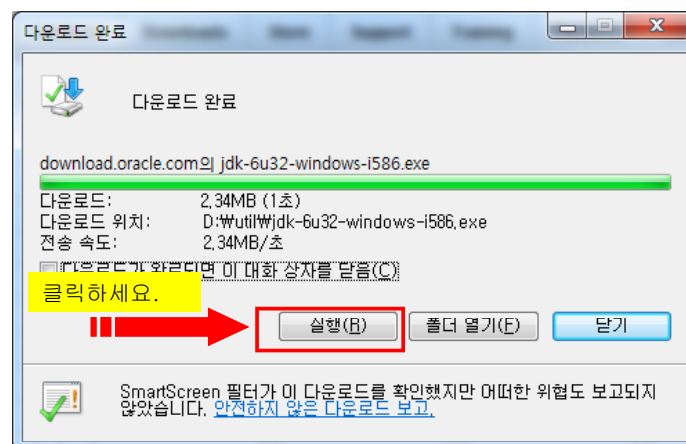 다운로드 완료
다운로드 완료
download.oracle.com의 jdk-6u32-windows-i586.exe
다운로드: 2,34MB (1초)
다운로드 위치: D:₩util₩jdk-6u32-windows-i586,exe
전송 속도: 2,34MB/초
다운로드가 완료되면 이 대화 상자를 닫음(C)
클릭하세요.
실행(R) 폴더 열기(F) 닫기
SmartScreen 필터가 이 다운로드를 확인했지만 어떠한 위협도 보고되지
않았습니다. 안전하지 않은 다운로드 보고,